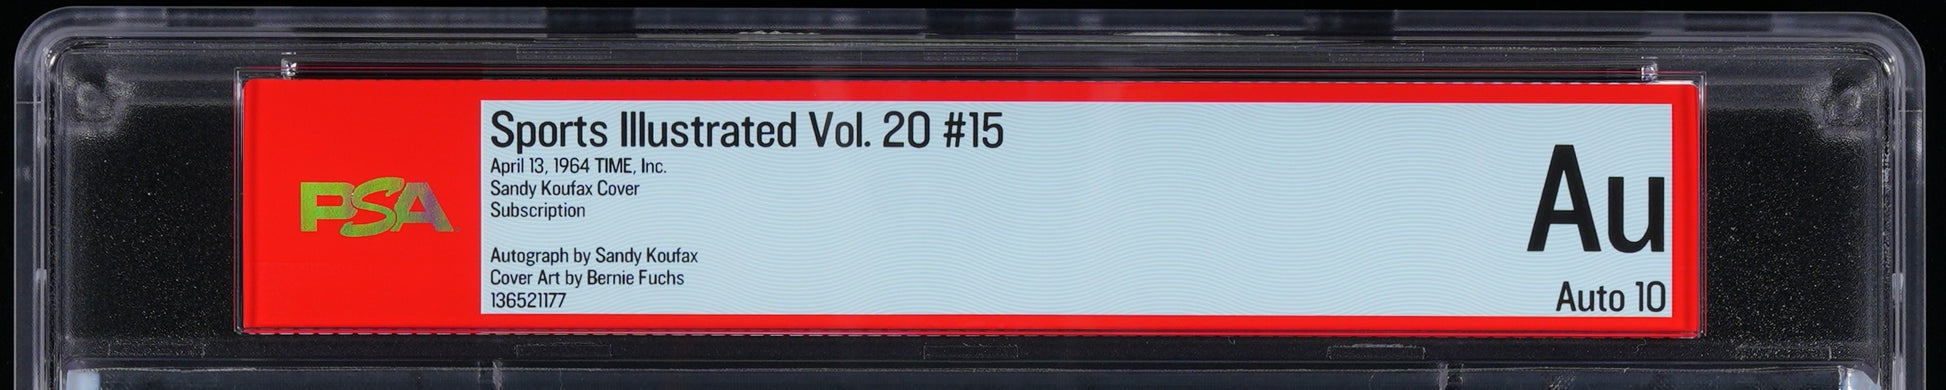 PSA
Sports Illustrated Vol. 20 #15
April 13, 1964 TIME, Inc.
Sandy Koufax Cover
Subscription
Autograph by Sandy Koufax
Cover Art by Bernie Fuchs
136521177
Au
Auto 10